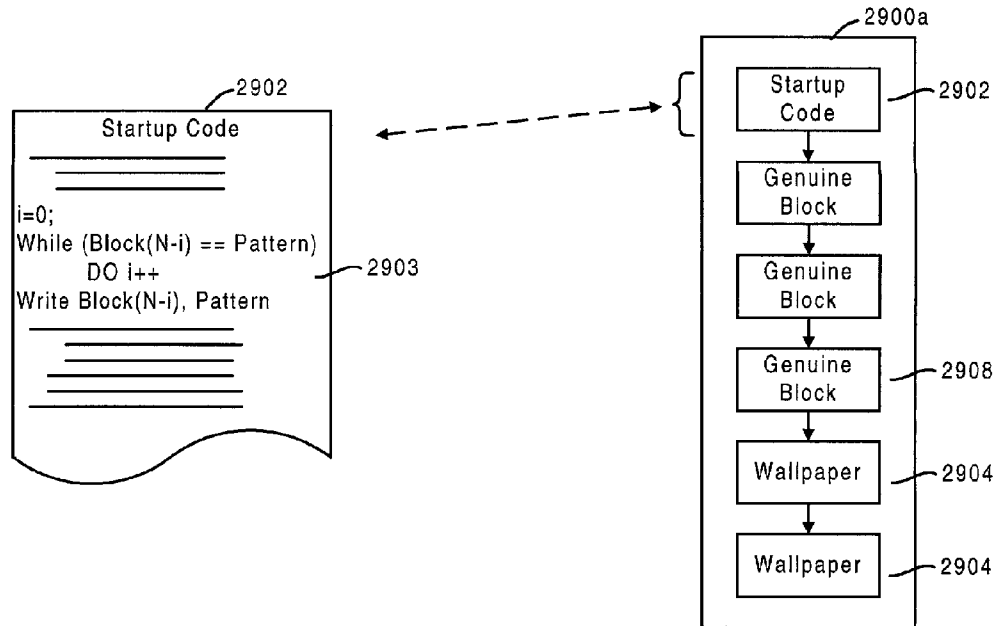 2902
Startup Code
i=0;
While (Block(N-i) == Pattern)
DO i++
Write Block(N-i), Pattern
2903
2900a
Startup
Code
2902
Genuine
Block
Genuine
Block
Genuine
Block
2908
Wallpaper
2904
Wallpaper
2904